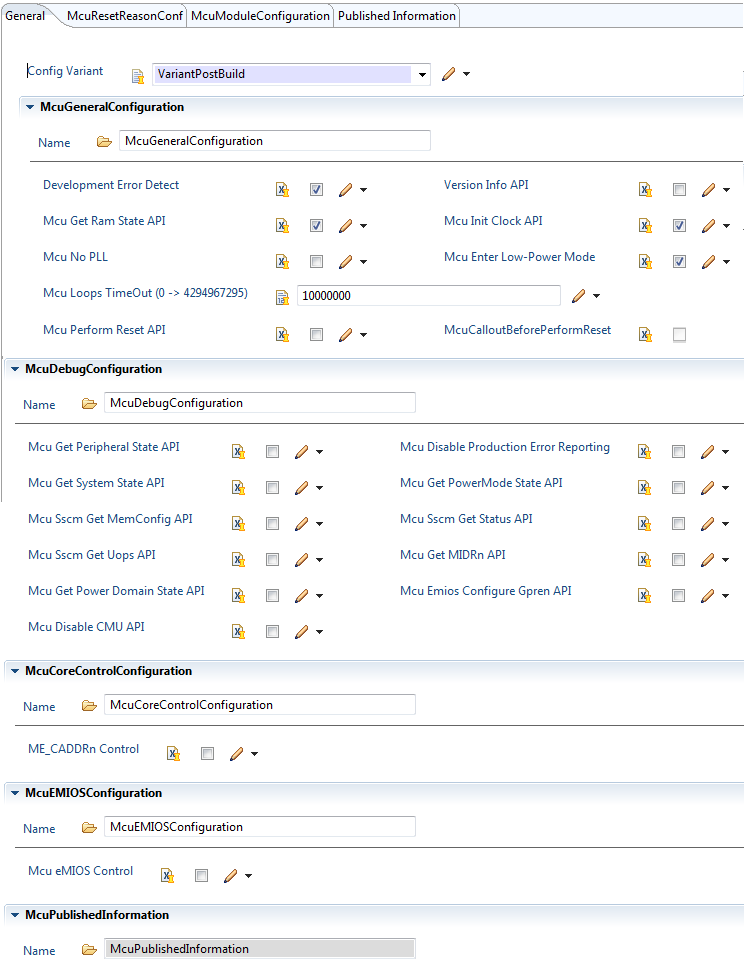 General McuResetReasonConf McuModuleConfiguration Published Information
Config Variant VariantPostBuild
McuGeneralConfiguration
Name McuGeneralConfiguration
Development Error Detect Version Info API
Mcu Get Ram State API Mcu Init Clock API
Mcu No PLL Mcu Enter Low-Power Mode
Mcu Loops TimeOut (0 -> 4294967295) 10000000
Mcu Perform Reset API McuCalloutBeforePerformReset
McuDebugConfiguration
Name McuDebugConfiguration
Mcu Get Peripheral State API Mcu Disable Production Error Reporting
Mcu Get System State API Mcu Get PowerMode State API
Mcu Sscm Get MemConfig API Mcu Sscm Get Status API
Mcu Sscm Get Uops API Mcu Get MIDRn API
Mcu Get Power Domain State API Mcu Emios Configure Gpren API
Mcu Disable CMU API
McuCoreControlConfiguration
Name McuCoreControlConfiguration
ME_CADDRn Control
McuEMIOSConfiguration
Name McuEMIOSConfiguration
Mcu eMIOS Control
McuPublishedInformation
Name McuPublishedInformation